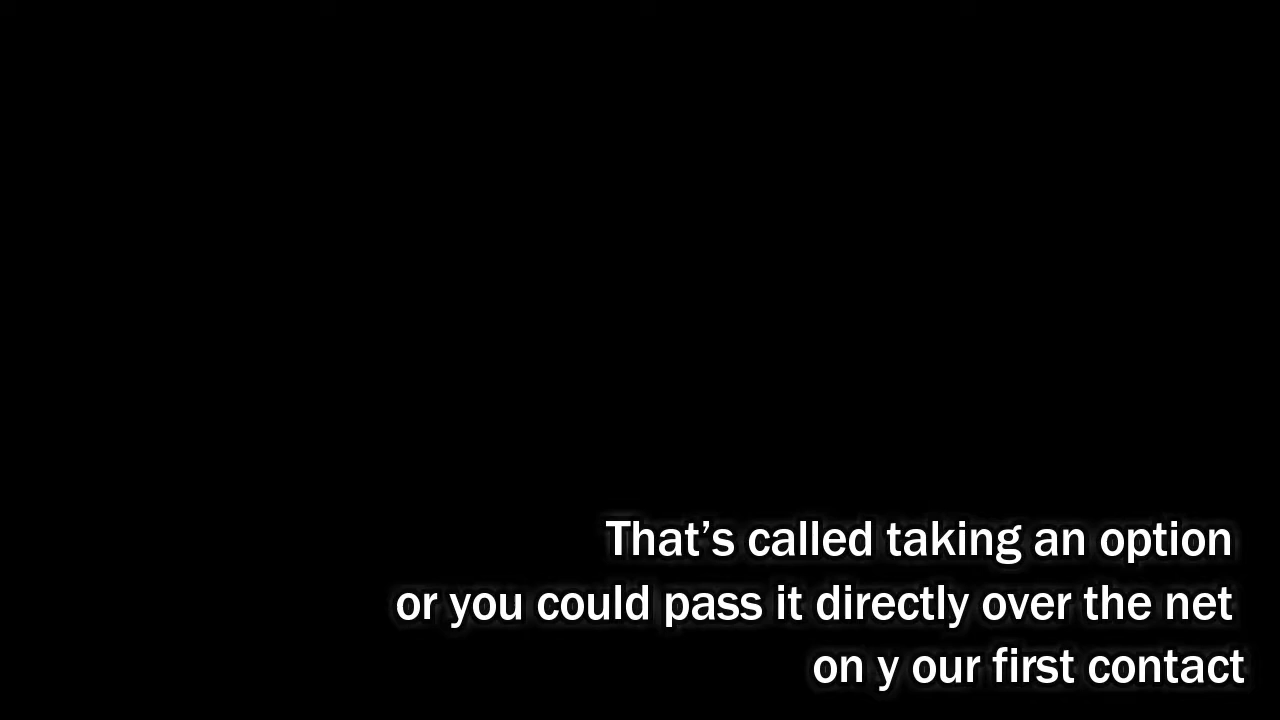 That’s called taking an option
or you could pass it directly over the net
on y our first contact